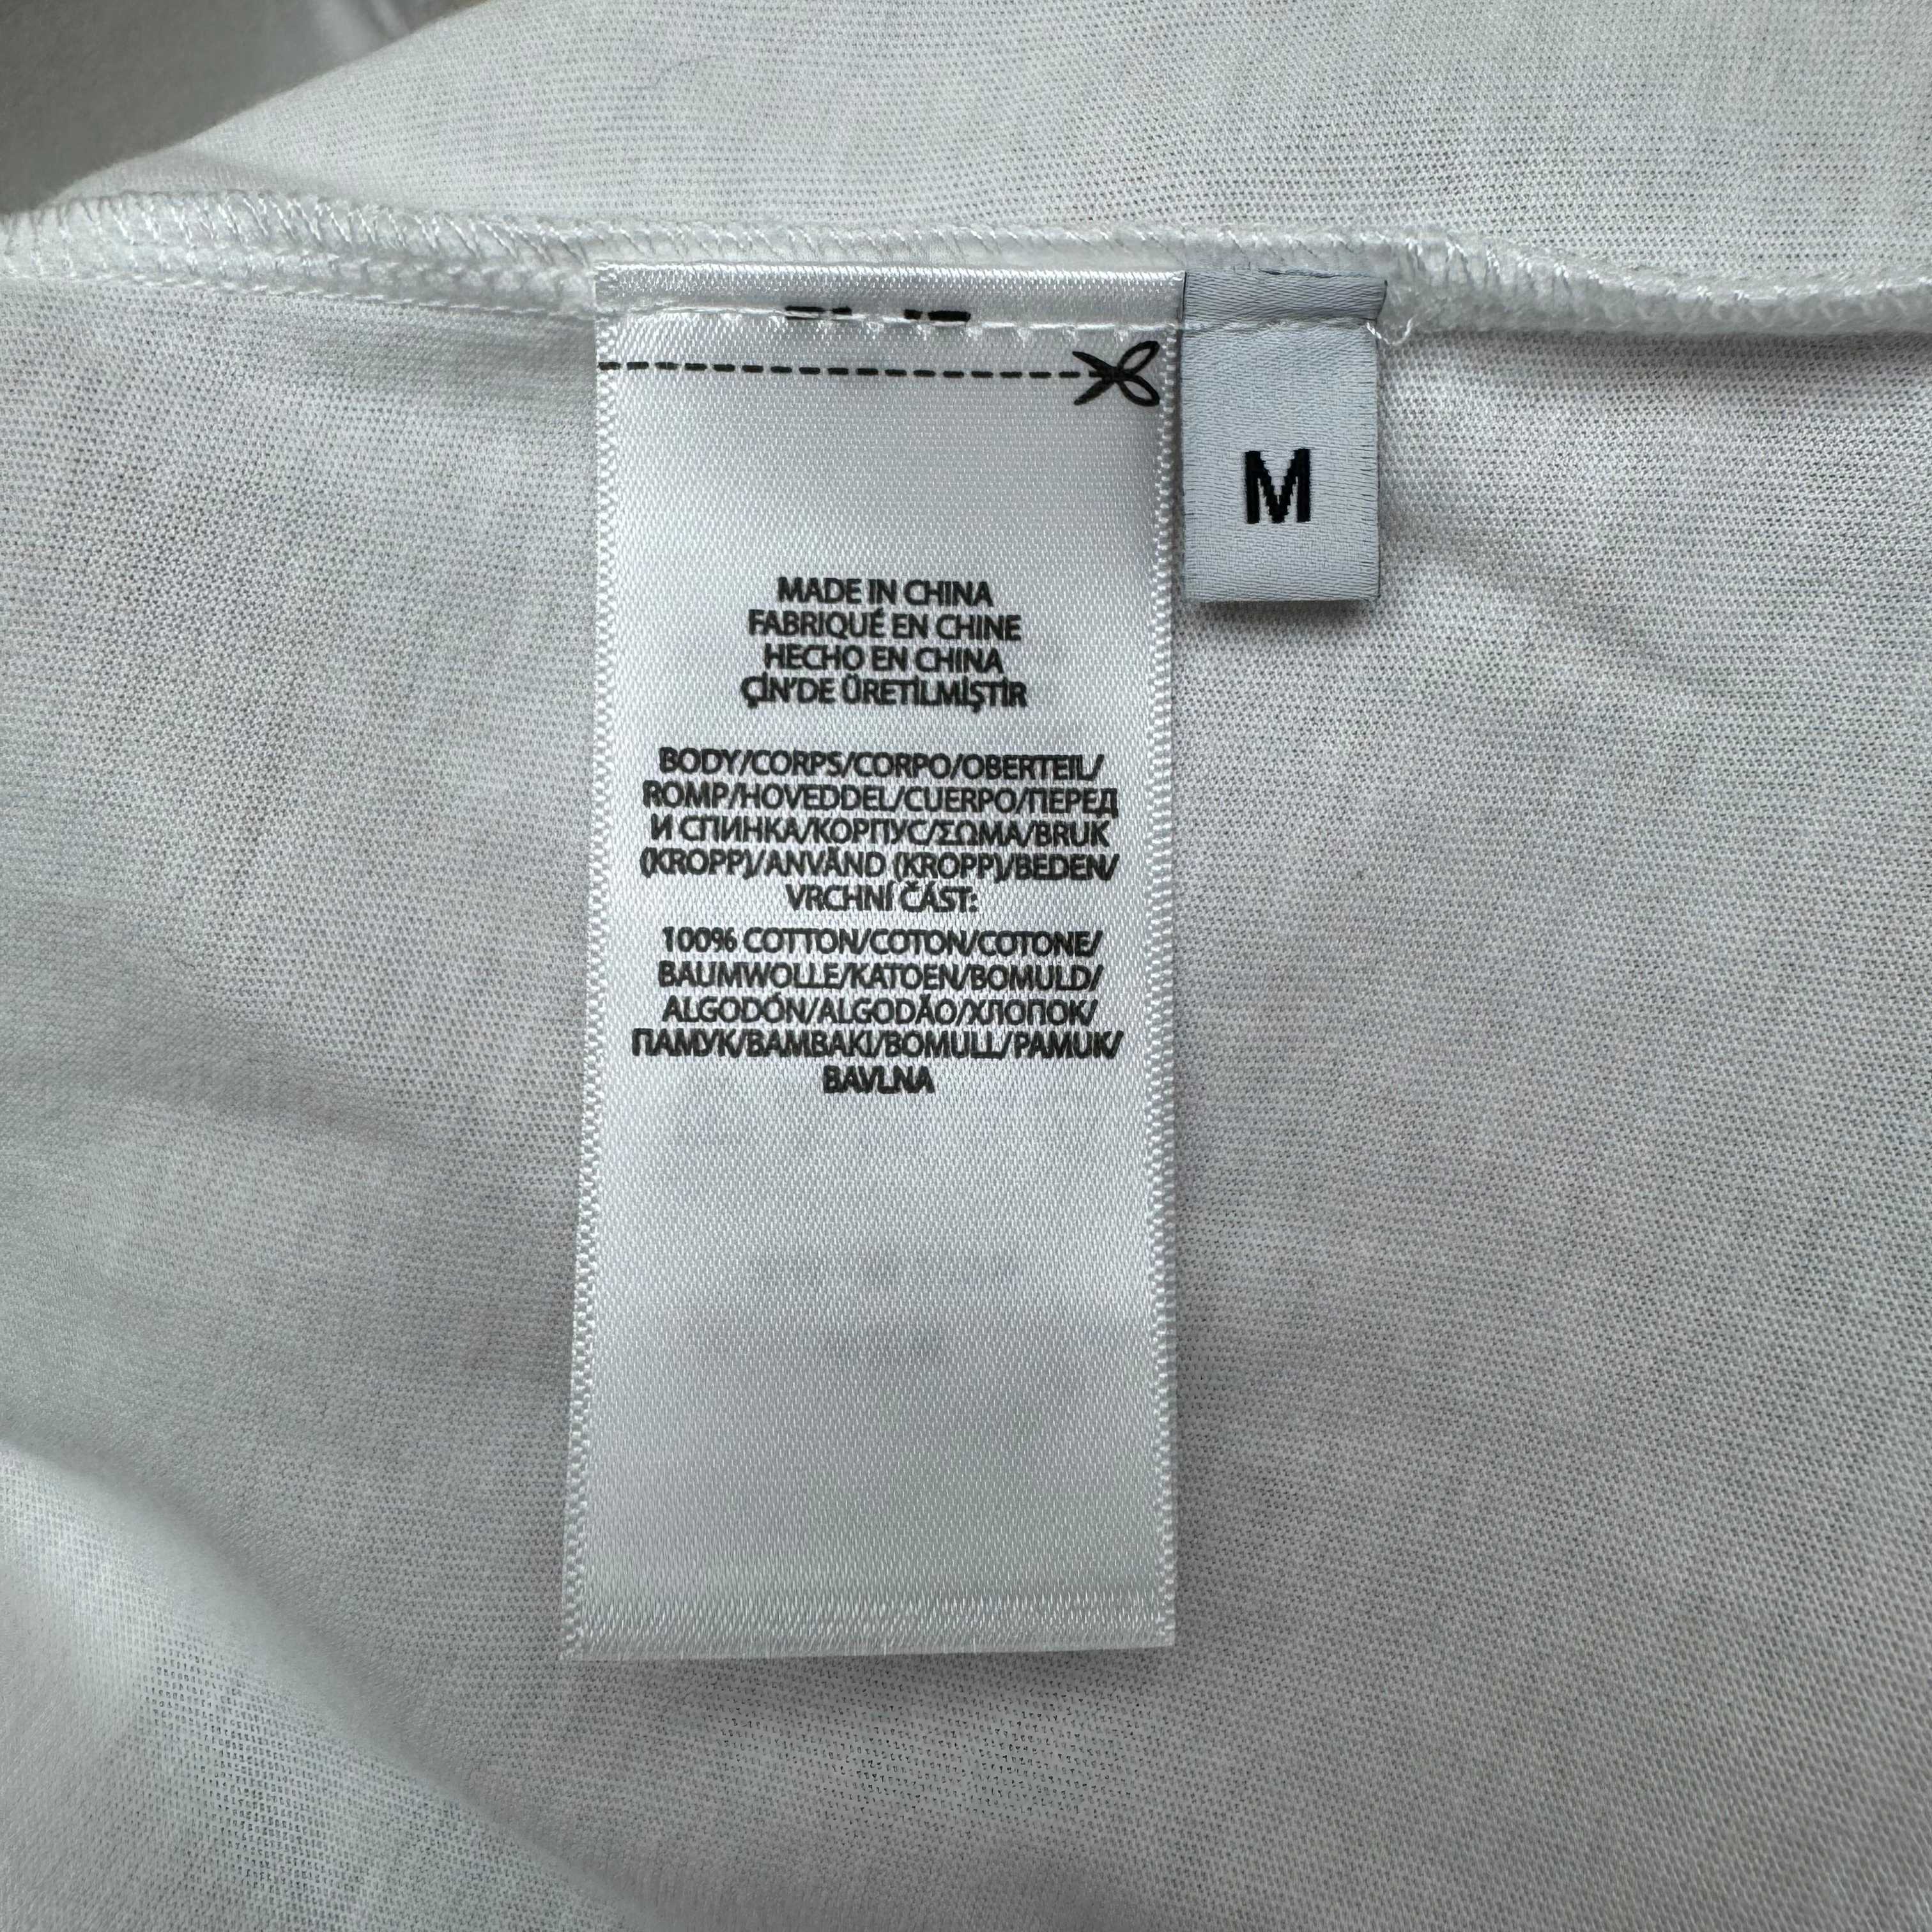 M
MADE IN CHINA
FABRIQUÉ EN CHINE
HECHO EN CHINA
ÇİN'DE ÜRETİLMİŞTİR
BODY/CORPS/CORPO/OBERTEIL/
ROMP/HOVEDDEL/CUERPO/ПЕРЕД
И СПИНКА/КОРПУС/ΣΩMA/BRUK
(KROPP)/ANVÄND (KROPP)/BEDEN/
VRCHNÍ ČÁST:
100% COTTON/COTON/COTONE/
BAUMWOLLE/KATOEN/BOMULD/
ALGODÓN/ALGODÃO/ХЛОПОК/
ПАМУК/BAMBAKI/BOMULL/PAMUK/
BAVLNA